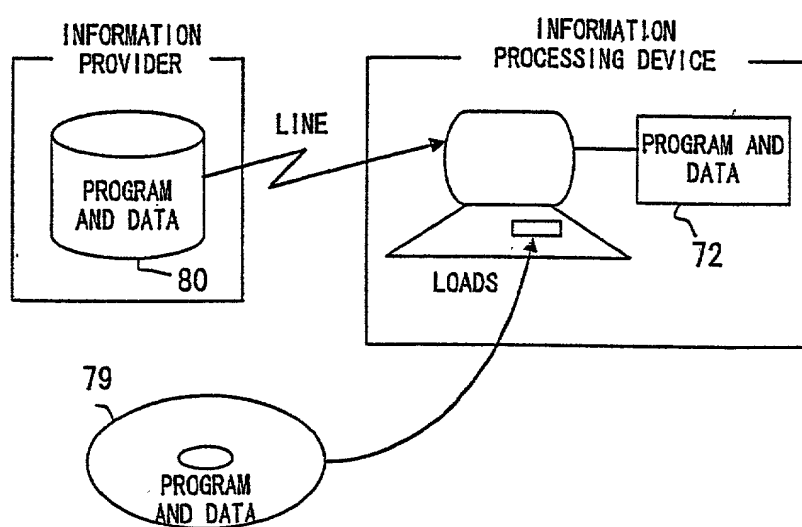 INFORMATION
PROVIDER
INFORMATION
PROCESSING DEVICE
LINE
PROGRAM
AND DATA
80
PROGRAM AND
DATA
72
LOADS
79
PROGRAM
AND DATA